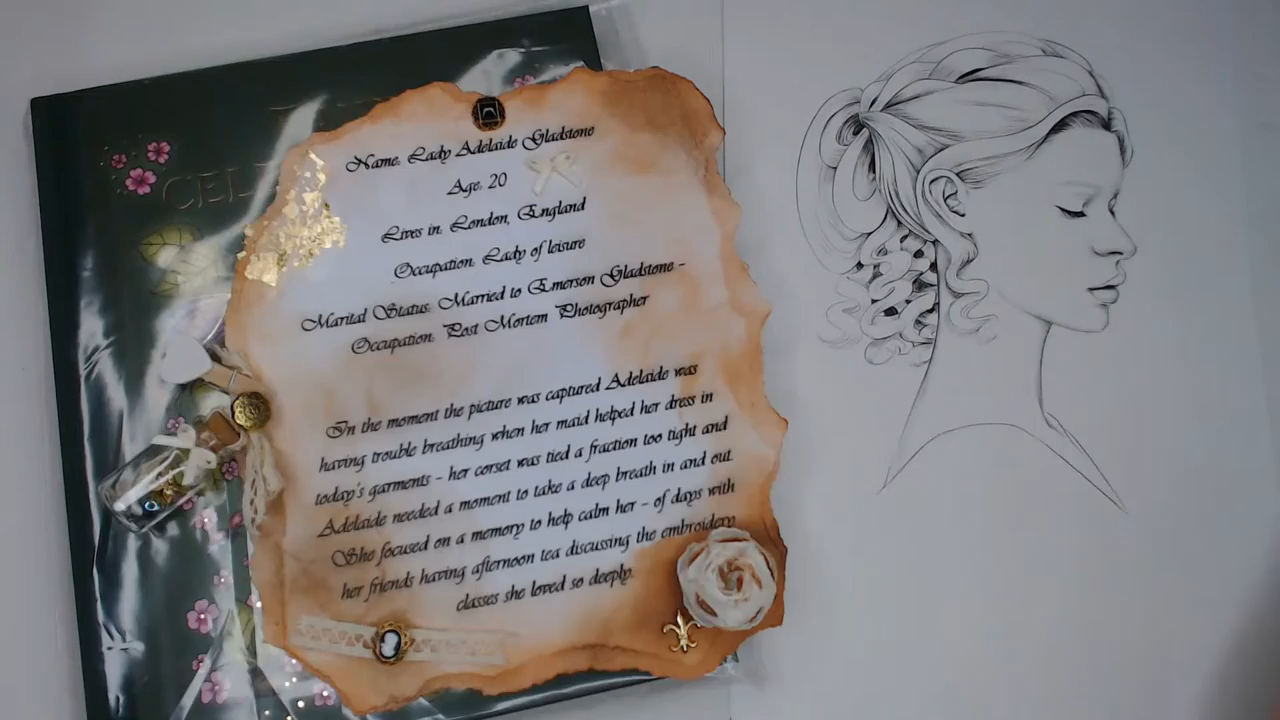 Name: Lady Adelaide Gladstone
Age: 20
Lives in: London, England
Occupation: Lady of leisure
Marital Status: Married to Emerson Gladstone -
Occupation: Post Mortem Photographer
In the moment the picture was captured Adelaide was
having trouble breathing when her maid helped her dress in
today's garments - her corset was tied a fraction too tight and
Adelaide needed a moment to take a deep breath in and out.
She focused on a memory to help calm her - of days with
her friends having afternoon tea discussing the embroidery
classes she loved so deeply.